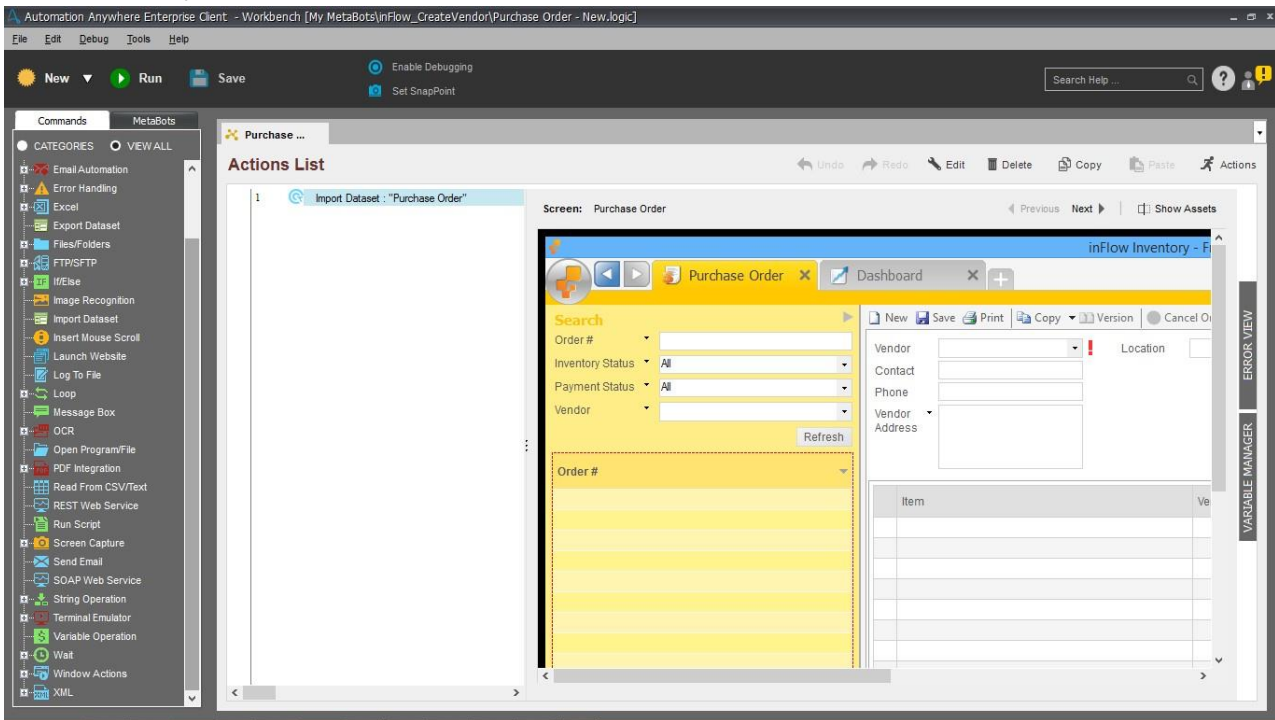 Automation Anywhere Enterprise Client - Workbench [My MetaBots\inFlow_CreateVendor\Purchase Order - New.logic]
File Edit Debug Tools Help
New Run Save
Enable Debugging
Set SnapPoint
Search Help ...
Commands MetaBots
CATEGORIES VIEW ALL
Email Automation
Error Handling
Excel
Export Dataset
Files/Folders
FTP/SFTP
If/Else
Image Recognition
Import Dataset
Insert Mouse Scroll
Launch Website
Log To File
Loop
Message Box
OCR
Open Program/File
PDF Integration
Read From CSV/Text
REST Web Service
Run Script
Screen Capture
Send Email
SOAP Web Service
String Operation
Terminal Emulator
Variable Operation
Wait
Window Actions
XML
Purchase ...
Actions List
Undo Redo Edit Delete Copy Paste Actions
1 Import Dataset : "Purchase Order"
Screen: Purchase Order
Previous Next Show Assets
inFlow Inventory - F
Purchase Order Dashboard
Search
Order #
Inventory Status All
Payment Status All
Vendor
Refresh
Order #
New Save Print Copy Version Cancel O
Vendor ! Location
Contact
Phone
Vendor
Address
Item Ve
ERROR VIEW
VARIABLE MANAGER